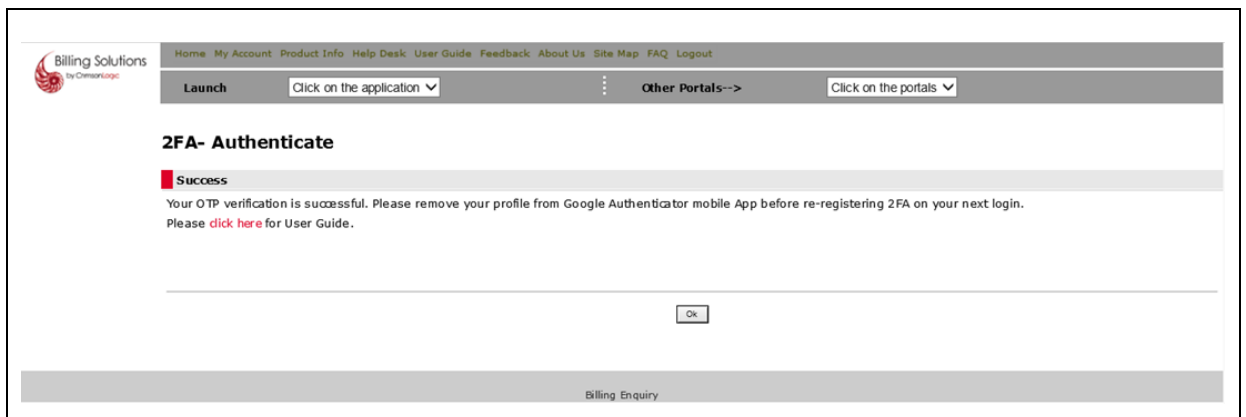 Billing Solutions
by CrimsonLogic
Home My Account Product Info Help Desk User Guide Feedback About Us Site Map FAQ Logout
Launch Click on the application Other Portals--> Click on the portals
2FA- Authenticate
Success
Your OTP verification is successful. Please remove your profile from Google Authenticator mobile App before re-registering 2FA on your next login.
Please click here for User Guide.
Ok
Billing Enquiry